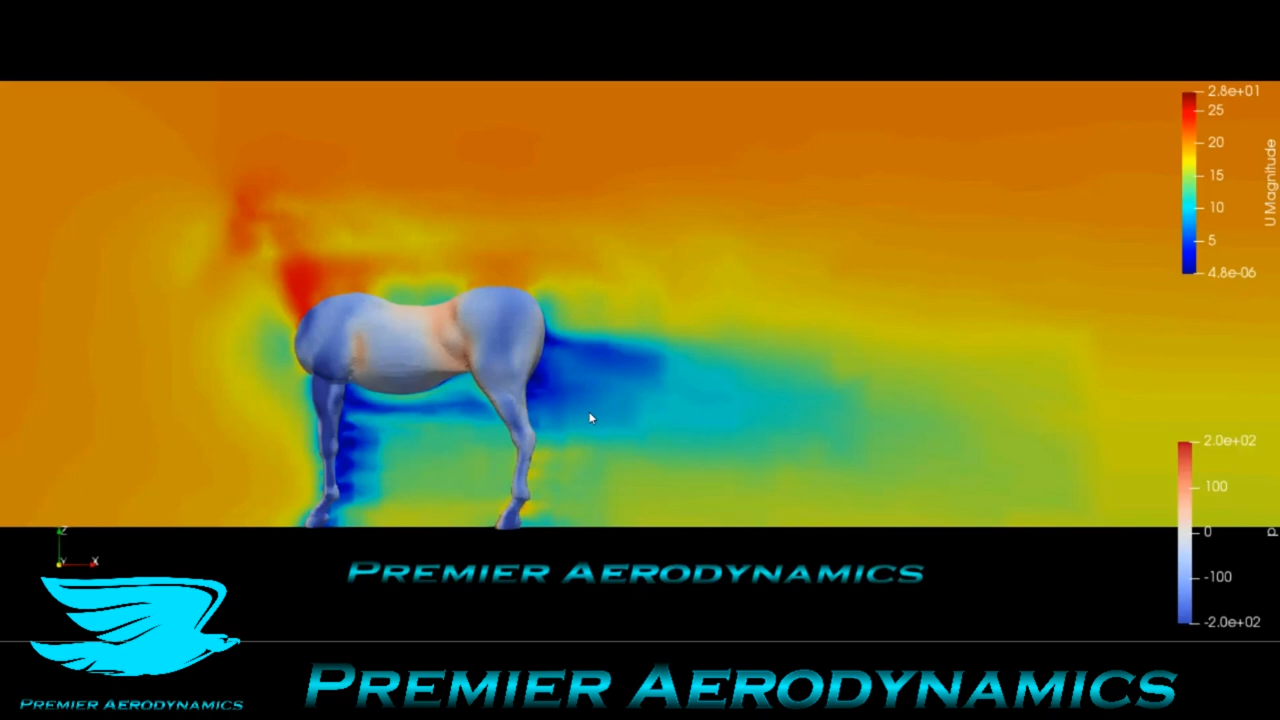 2.8e+01
25
20
15
10
5
4.8e-06
U Magnitude
2.0e+02
100
0
-100
-2.0e+02
p
Z
Y X
PREMIER AERODYNAMICS
PREMIER AERODYNAMICS
PREMIER AERODYNAMICS